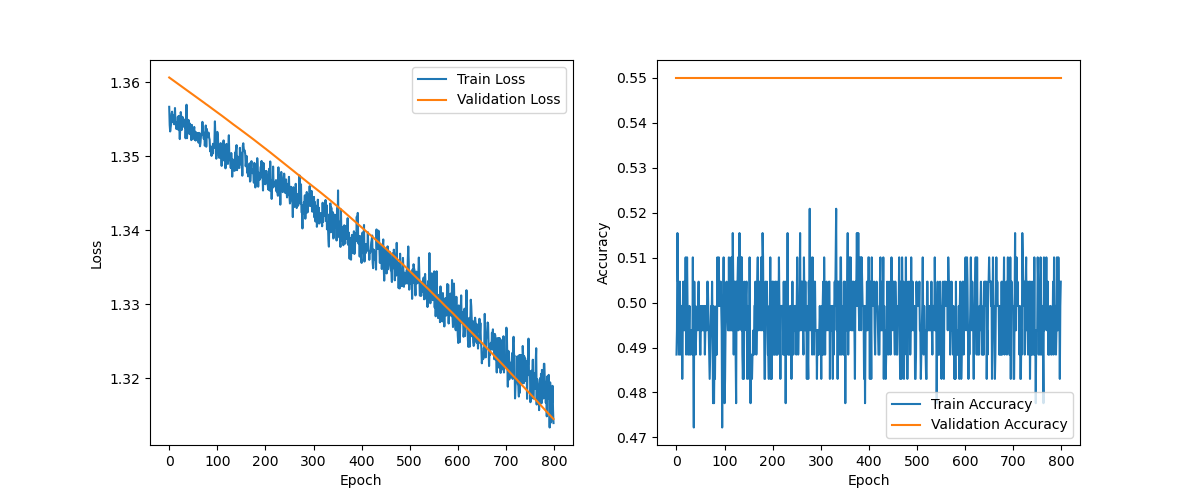 1.36
1.35
1.34
1.33
1.32
Loss
0 100 200 300 400 500 600 700 800
Epoch
Train Loss
Validation Loss
0.55
0.54
0.53
0.52
0.51
0.50
0.49
0.48
0.47
Accuracy
0 100 200 300 400 500 600 700 800
Epoch
Train Accuracy
Validation Accuracy